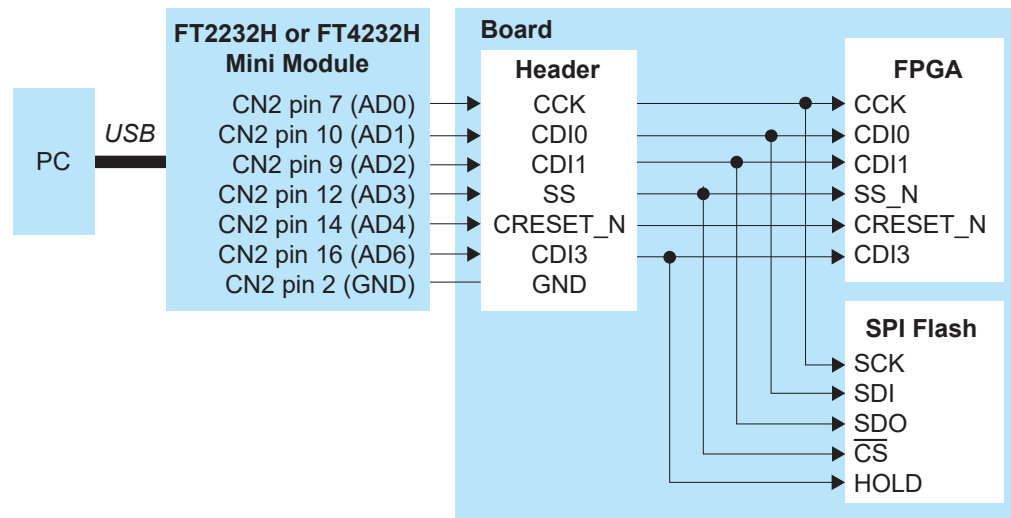 PC
USB
FT2232H or FT4232H
Mini Module
CN2 pin 7 (AD0)
CN2 pin 10 (AD1)
CN2 pin 9 (AD2)
CN2 pin 12 (AD3)
CN2 pin 14 (AD4)
CN2 pin 16 (AD6)
CN2 pin 2 (GND)
Board
Header
CCK
CDI0
CDI1
SS
CRESET_N
CDI3
GND
FPGA
CCK
CDI0
CDI1
SS_N
CRESET_N
CDI3
SPI Flash
SCK
SDI
SDO
C̅S̅
HOLD